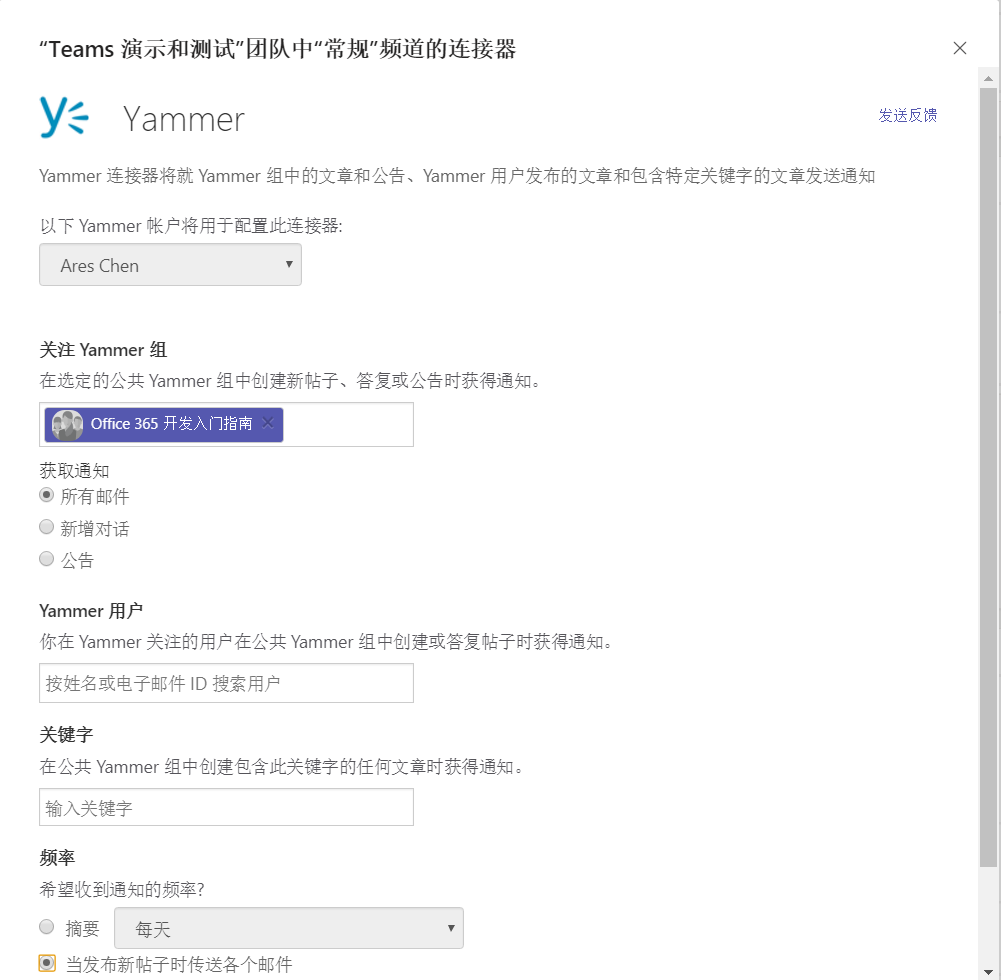 “Teams 演示和测试”团队中“常规”频道的连接器
Yammer
发送反馈
Yammer 连接器将就 Yammer 组中的文章和公告、Yammer 用户发布的文章和包含特定关键字的文章发送通知
以下 Yammer 帐户将用于配置此连接器:
Ares Chen
关注 Yammer 组
在选定的公共 Yammer 组中创建新帖子、答复或公告时获得通知。
Office 365 开发入门指南
获取通知
所有邮件
新增对话
公告
Yammer 用户
你在 Yammer 关注的用户在公共 Yammer 组中创建或答复帖子时获得通知。
按姓名或电子邮件 ID 搜索用户
关键字
在公共 Yammer 组中创建包含此关键字的任何文章时获得通知。
输入关键字
频率
希望收到通知的频率?
摘要 每天
当发布新帖子时传送各个邮件